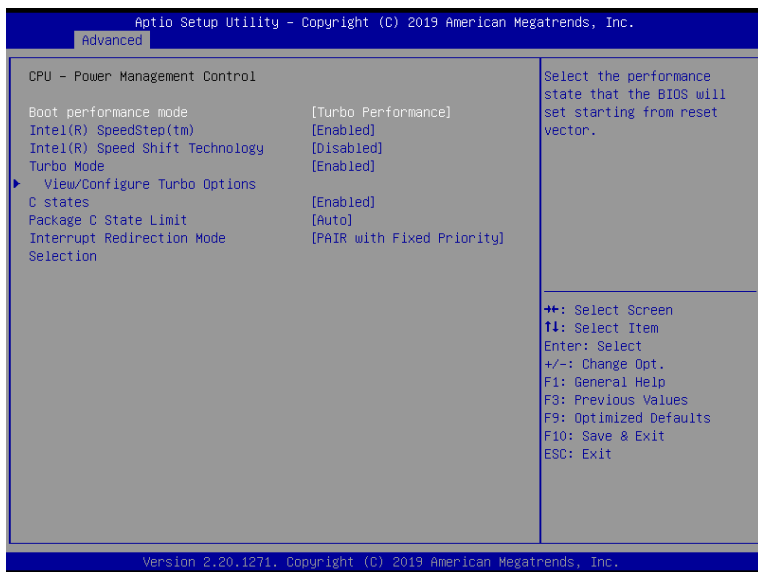 Aptio Setup Utility – Copyright (C) 2019 American Megatrends, Inc.
Advanced
CPU – Power Management Control
Boot performance mode [Turbo Performance]
Intel(R) SpeedStep(tm) [Enabled]
Intel(R) Speed Shift Technology [Disabled]
Turbo Mode [Enabled]
View/Configure Turbo Options
C states [Enabled]
Package C State Limit [Auto]
Interrupt Redirection Mode [PAIR with Fixed Priority]
Selection
Select the performance
state that the BIOS will
set starting from reset
vector.
→←: Select Screen
↑↓: Select Item
Enter: Select
+/-: Change Opt.
F1: General Help
F3: Previous Values
F9: Optimized Defaults
F10: Save & Exit
ESC: Exit
Version 2.20.1271. Copyright (C) 2019 American Megatrends, Inc.